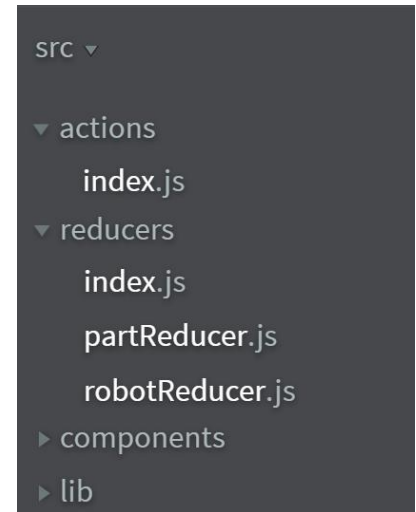 src
actions
index.js
reducers
index.js
partReducer.js
robotReducer.js
components
lib